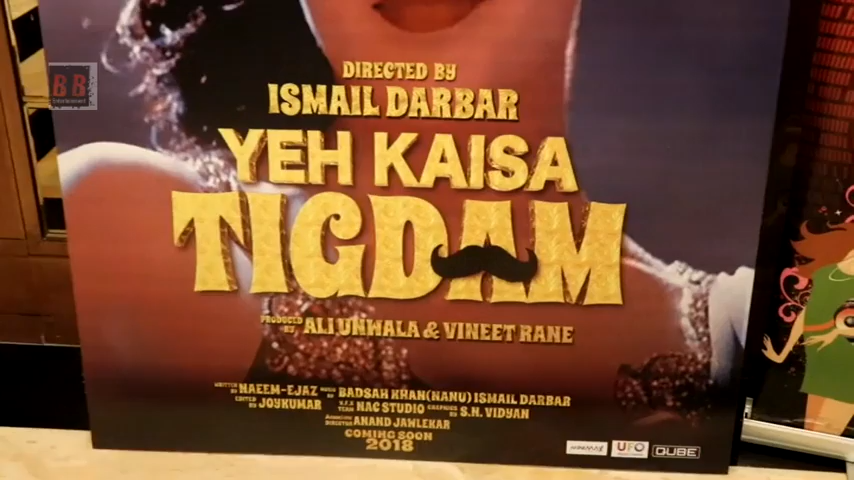 BB
DIRECTED BY
ISMAIL DARBAR
YEH KAISA
TIGDAM
PRODUCED BY ALI UNWALA & VINEET RANE
WRITTEN BY NAEEM-EJAZ MUSIC BY BADSAH KHAN(NANU) ISMAIL DARBAR
EDITED BY JOYKUMAR V.F.X TEAM NAC STUDIO GRAPHICS BY S.N. VIDYAN
DIRECTOR ANAND JAWLEKAR
COMING SOON
2018
UFO QUBE